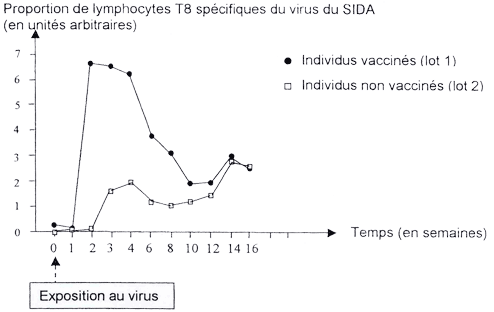 Proportion de lymphocytes T8 spécifiques du virus du SIDA
(en unités arbitraires)
Individus vaccinés (lot 1)
Individus non vaccinés (lot 2)
7
6
5
4
3
2
1
0
0 1 2 3 4 6 8 10 12 14 16
Temps (en semaines)
Exposition au virus